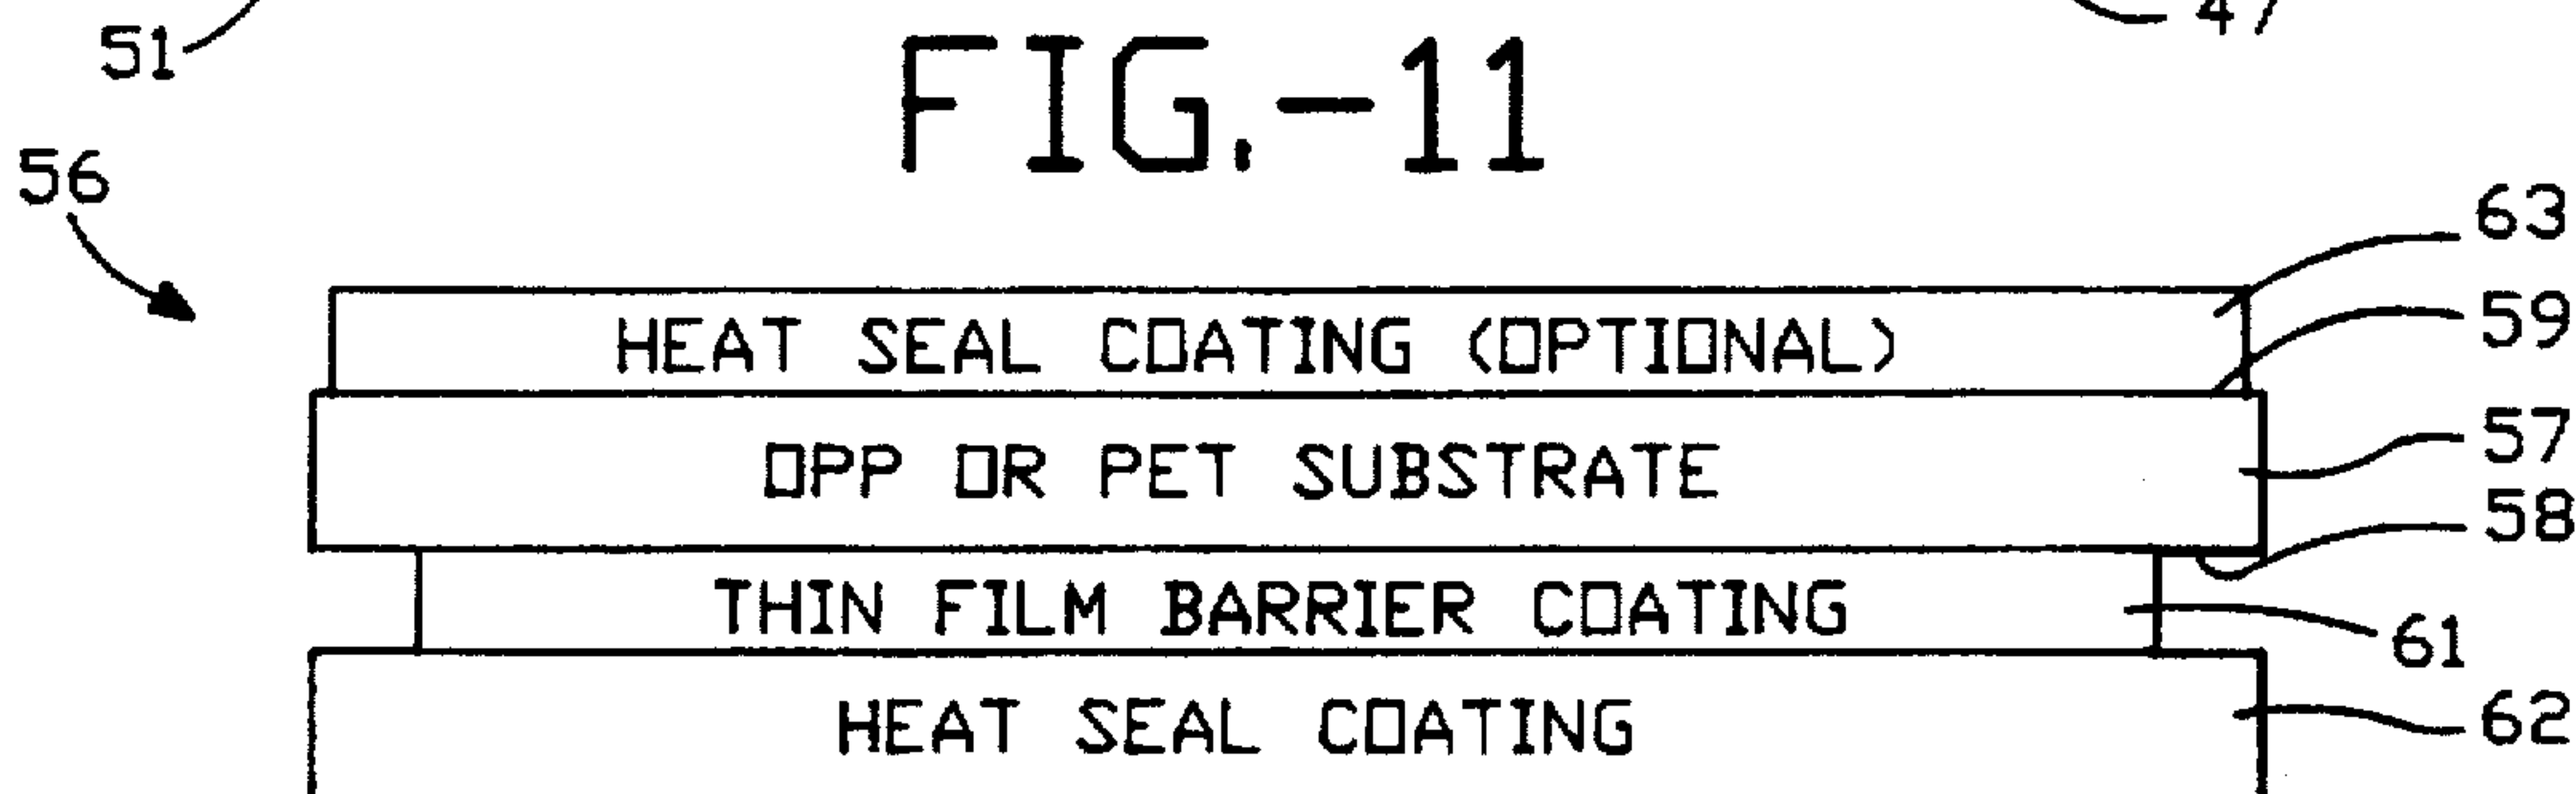 51
47
FIG.-11
56
63
HEAT SEAL COATING (OPTIONAL)
59
OPP OR PET SUBSTRATE
57
58
THIN FILM BARRIER COATING
61
HEAT SEAL COATING
62